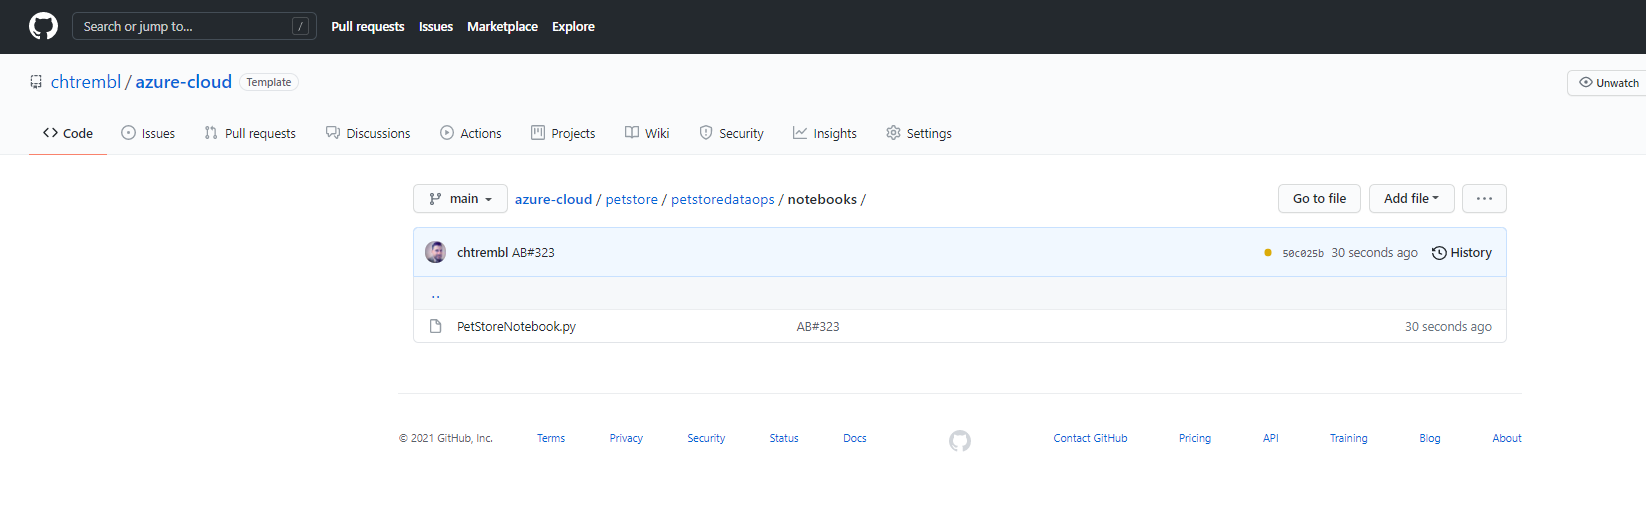 Search or jump to... / Pull requests Issues Marketplace Explore
chtrembl / azure-cloud Template Unwatch
Code Issues Pull requests Discussions Actions Projects Wiki Security Insights Settings
main azure-cloud / petstore / petstoredataops / notebooks / Go to file Add file ...
chtrembl AB#323 50c025b 30 seconds ago History
..
PetStoreNotebook.py AB#323 30 seconds ago
© 2021 GitHub, Inc. Terms Privacy Security Status Docs Contact GitHub Pricing API Training Blog About